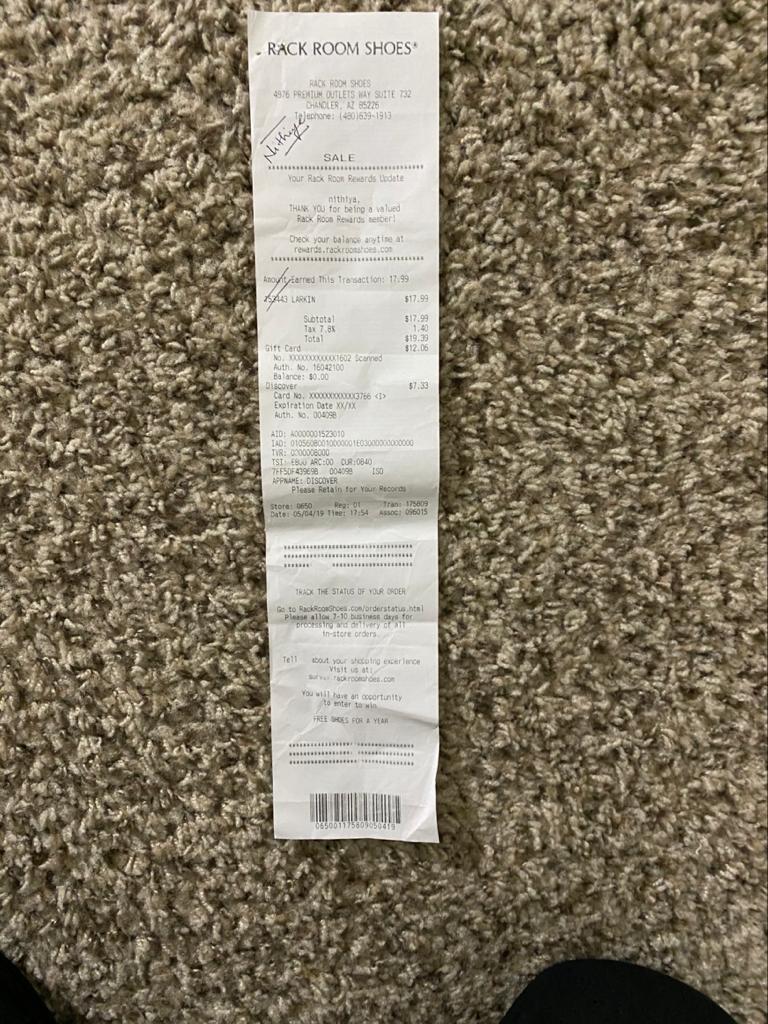 RACK ROOM SHOES®
RACK ROOM SHOES
4976 PREMIUM OUTLETS WAY SUITE 732
CHANDLER, AZ 85226
Telephone: (480)639-1913
Nithiya
SALE
Your Rack Room Rewards Update
nithiya,
THANK YOU for being a valued
Rack Room Rewards member!
Check your balance anytime at
rewards.rackroomshoes.com
Amount Earned This Transaction: 17.99
453443 LARKIN $17.99
Subtotal $17.99
Tax 7.8% 1.40
Total $19.39
Gift Card $12.06
No. XXXXXXXXXXXX1602 Scanned
Auth. No. 16042100
Balance: $0.00
Discover $7.33
Card No. XXXXXXXXXXXX3766 <I>
Expiration Date XX/XX
Auth. No. 00409B
AID: A0000001523010
IAD: 01056080010000001E03000000000000
TVR: 0000008000
TSI: E800 ARC:00 CUR:0840
7FF5DF43969B 00409B ISO
APPNAME: DISCOVER
Please Retain for Your Records
Store: 0650 Reg: 01 Tran: 175809
Date: 05/04/19 Time: 17:54 Assoc: 096015
TRACK THE STATUS OF YOUR ORDER
Go to RackRoomShoes.com/orderstatus.html
Please allow 7-10 business days for
processing and delivery of all
in-store orders.
Tell about your shopping experience
Visit us at:
rackroomshoes.com
You will have an opportunity
to enter to win
FREE SHOES FOR A YEAR
065001175809050419